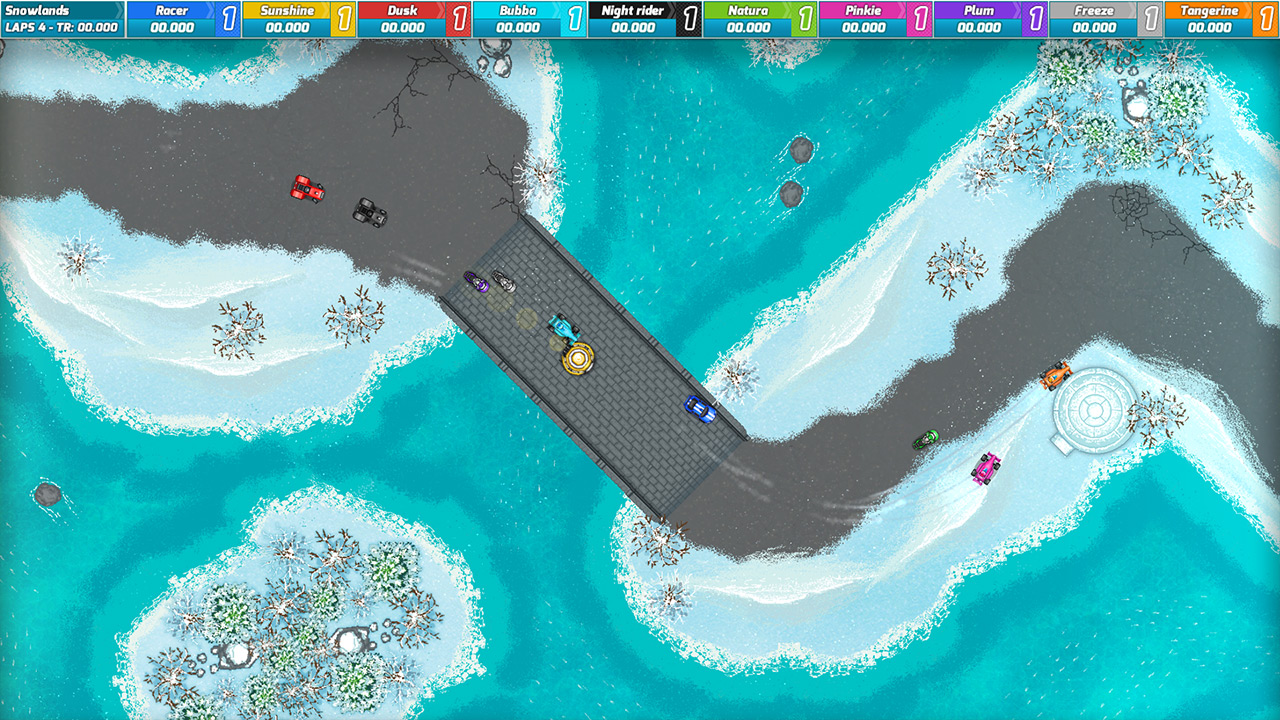 Snowlands Racer Sunshine Dusk Bubba Night rider Natura Pinkie Plum Freeze Tangerine
LAPS 4 - TR: 00.000 00.000 1 00.000 1 00.000 1 00.000 1 00.000 1 00.000 1 00.000 1 00.000 1 00.000 1 00.000 1